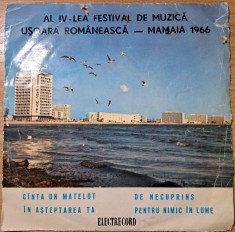 AL IV-LEA FESTIVAL DE MUZICĂ
UȘOARA ROMÂNEASCĂ — MAMAIA 1966
CÎNTA UN MATELOT
ÎN AȘTEPTAREA TA
DE NECUPRINS
PENTRU NIMIC ÎN LUME
ELECTRECORD